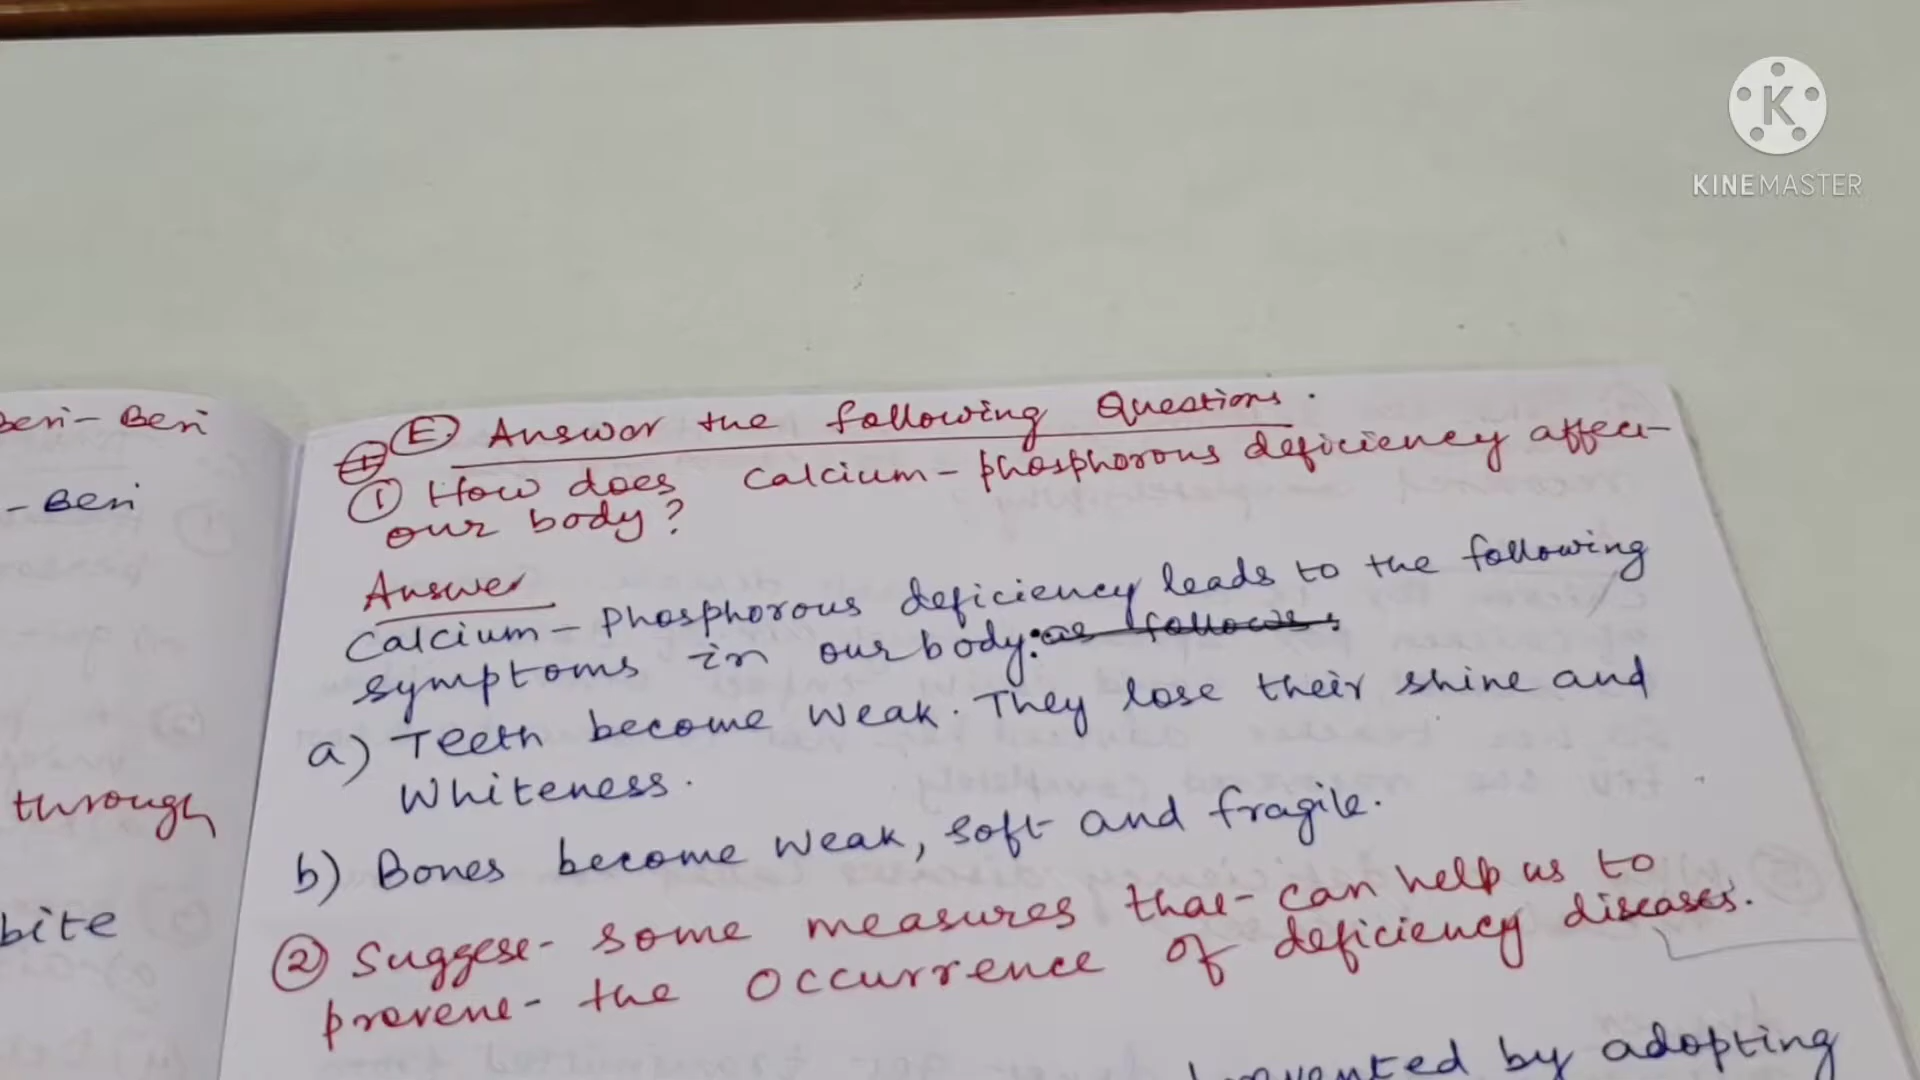 K
KINEMASTER
Beri-Beri
-Beri
through
bite
E Answer the following Questions.
① How does Calcium-phosphorous deficiency affect
our body?
Answer
Calcium-Phosphorous deficiency leads to the following
symptoms in our body: as follows:
a) Teeth become weak. They lose their shine and
whiteness.
b) Bones become weak, soft and fragile.
② Suggest some measures that can help us to
prevent the occurrence of deficiency diseases.
by adopting